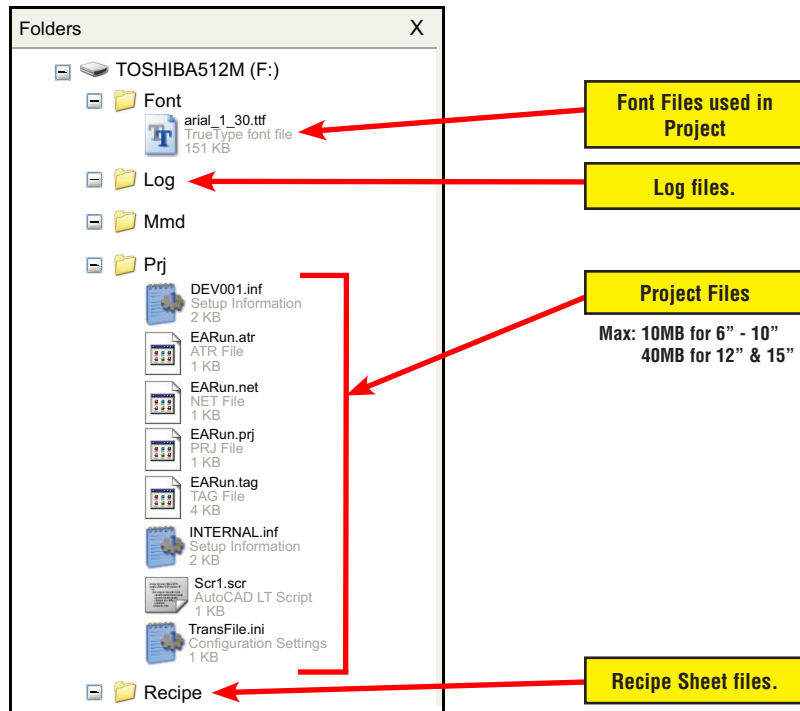 Folders X
TOSHIBA512M (F:)
Font
arial_1_30.ttf
TrueType font file
151 KB
Font Files used in
Project
Log
Log files.
Mmd
Prj
DEV001.inf
Setup Information
2 KB
Project Files
Max: 10MB for 6” - 10”
40MB for 12” & 15”
EARun.atr
ATR File
1 KB
EARun.net
NET File
1 KB
EARun.prj
PRJ File
1 KB
EARun.tag
TAG File
4 KB
INTERNAL.inf
Setup Information
2 KB
Scr1.scr
AutoCAD LT Script
1 KB
TransFile.ini
Configuration Settings
1 KB
Recipe
Recipe Sheet files.